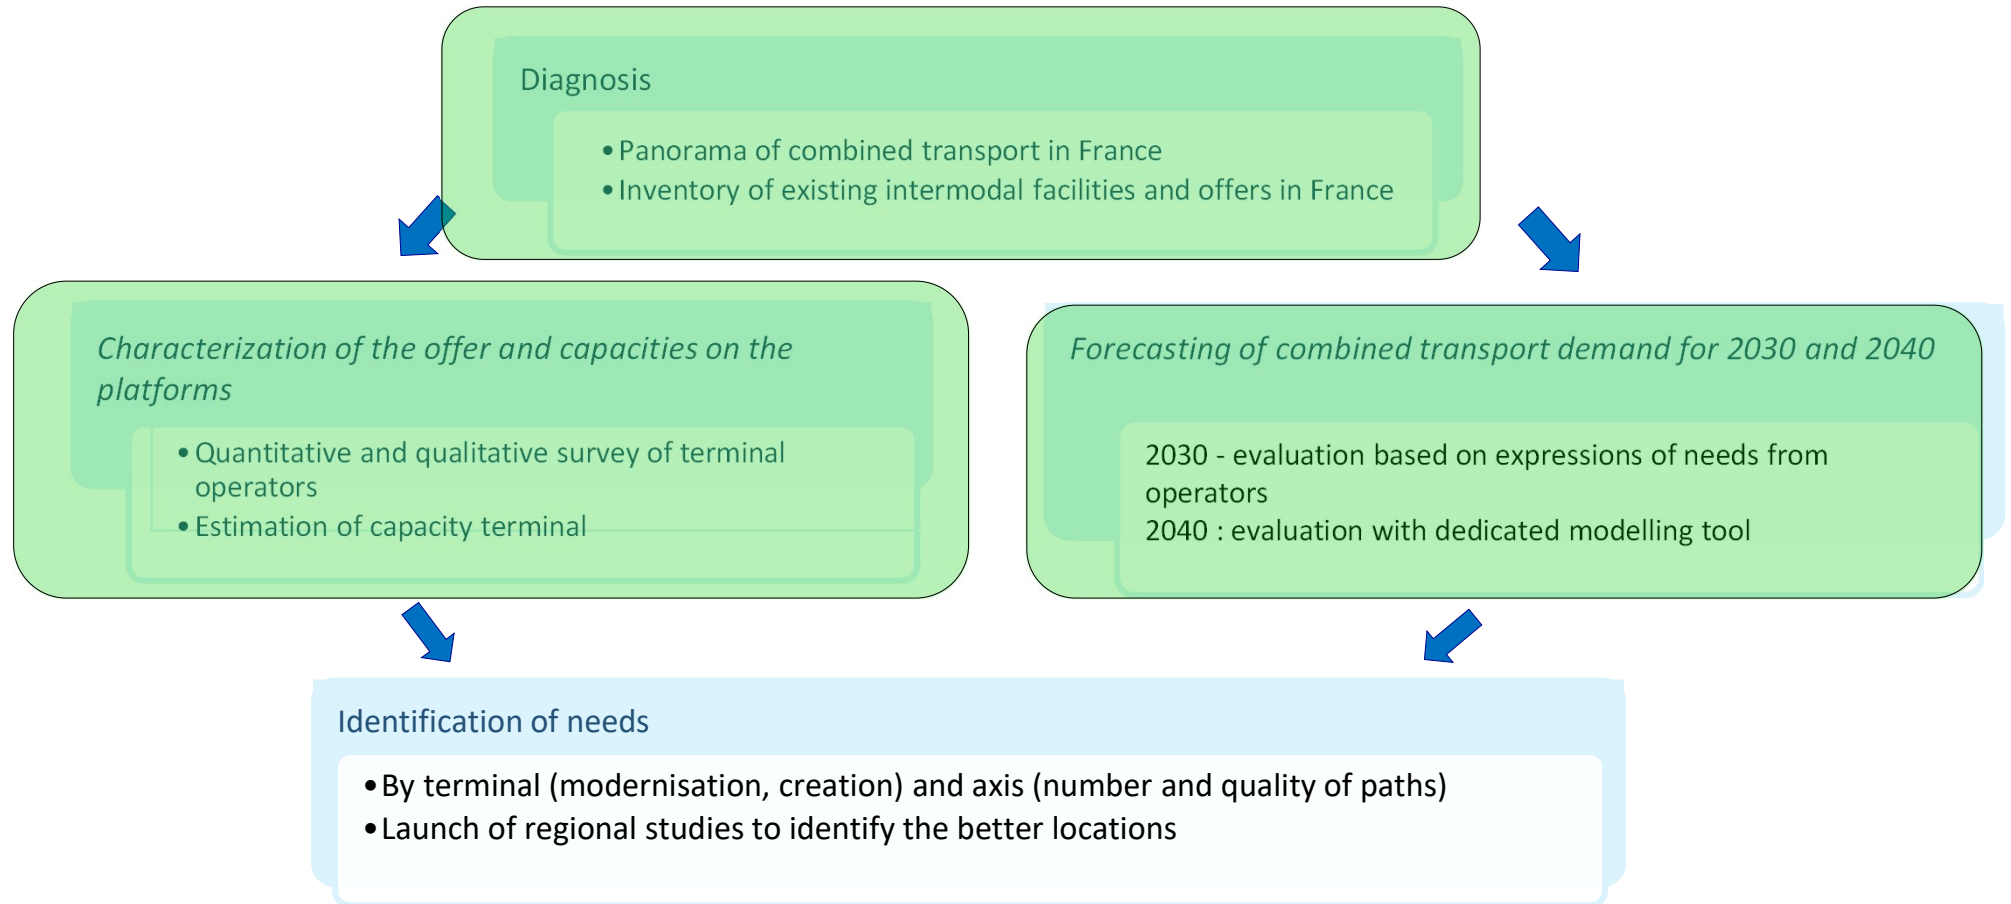 Diagnosis
•Panorama of combined transport in France
•Inventory of existing intermodal facilities and offers in France
Characterization of the offer and capacities on the
platforms
•Quantitative and qualitative survey of terminal
operators
•Estimation of capacity terminal
Forecasting of combined transport demand for 2030 and 2040
2030 - evaluation based on expressions of needs from
operators
2040 : evaluation with dedicated modelling tool
Identification of needs
•By terminal (modernisation, creation) and axis (number and quality of paths)
•Launch of regional studies to identify the better locations